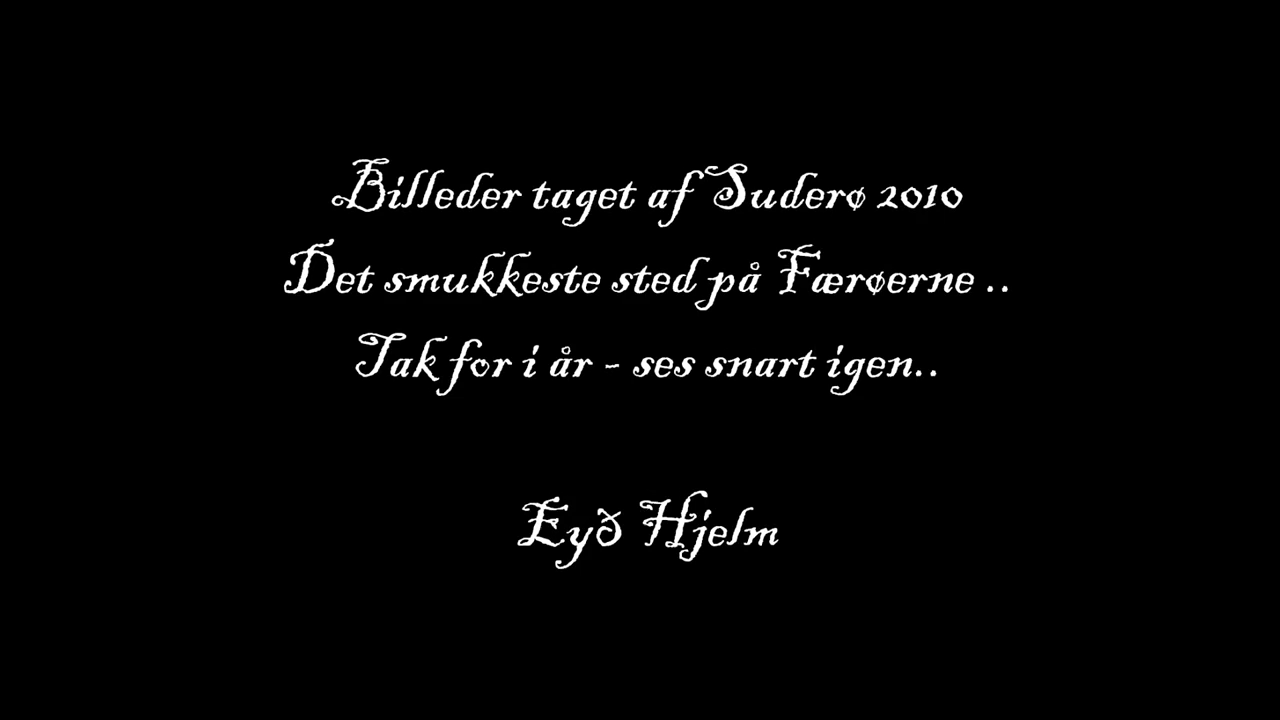 Billeder taget af Suderø 2010
Det smukkeste sted på Færøerne ..
Tak for i år - ses snart igen..
Eyð Hjelm